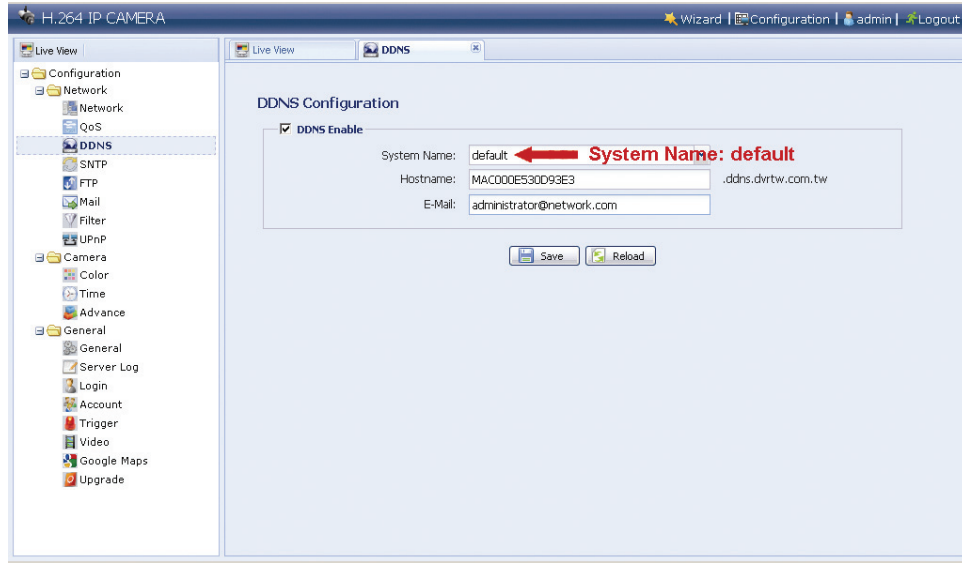 H.264 IP CAMERA
Wizard | Configuration | admin | Logout
Live View
Configuration
Network
Network
QoS
DDNS
SNTP
FTP
Mail
Filter
UPnP
Camera
Color
Time
Advance
General
General
Server Log
Login
Account
Trigger
Video
Google Maps
Upgrade
Live View
DDNS
DDNS Configuration
DDNS Enable
System Name: default System Name: default
Hostname: MAC000E530D93E3 .ddns.dvrtw.com.tw
E-Mail: administrator@network.com
Save Reload